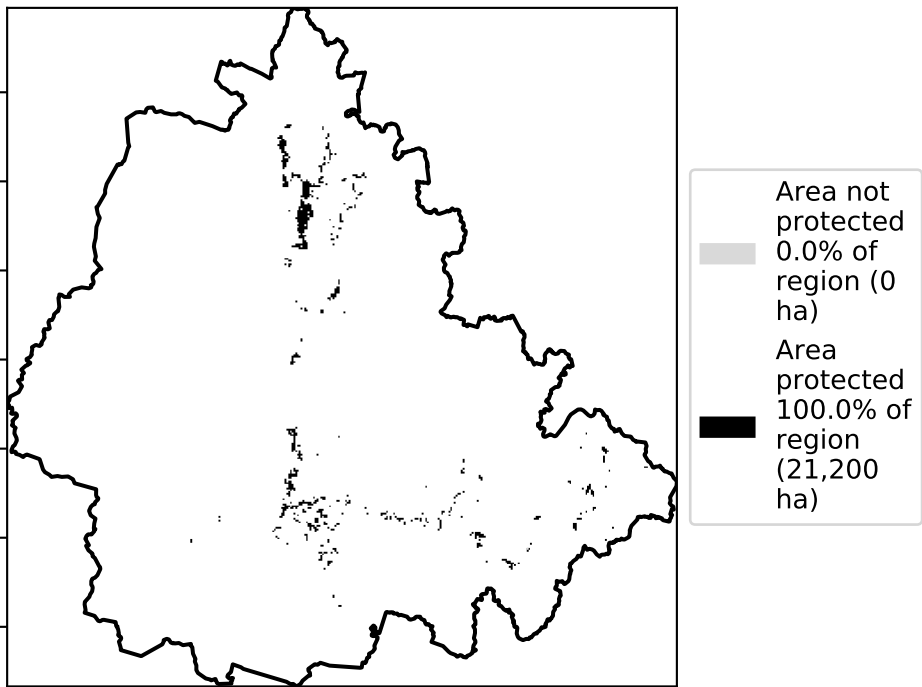 Area not
protected
0.0% of
region (0
ha)
Area
protected
100.0% of
region
(21,200
ha)